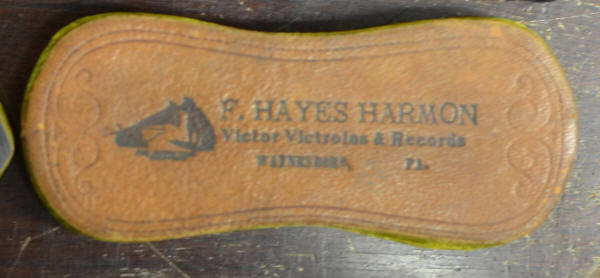 F. HAYES HARMON
Victor Victrolas & Records
WAYNESBORO, PA.